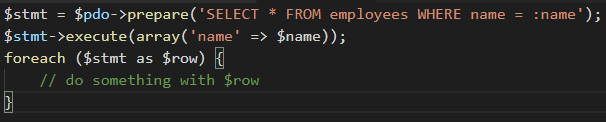 $stmt = $pdo->prepare('SELECT * FROM employees WHERE name = :name');
$stmt->execute(array('name' => $name));
foreach ($stmt as $row) {
    // do something with $row
}